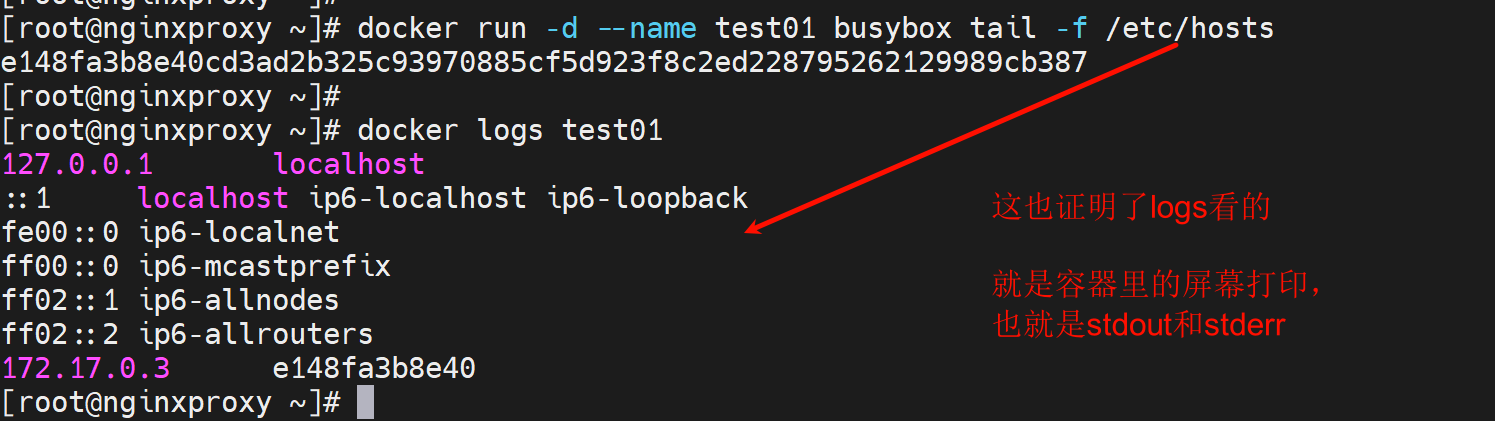 [root@nginxproxy ~]#
[root@nginxproxy ~]# docker run -d --name test01 busybox tail -f /etc/hosts
e148fa3b8e40cd3ad2b325c93970885cf5d923f8c2ed228795262129989cb387
[root@nginxproxy ~]#
[root@nginxproxy ~]# docker logs test01
127.0.0.1       localhost
::1     localhost ip6-localhost ip6-loopback
fe00::0 ip6-localnet
ff00::0 ip6-mcastprefix
ff02::1 ip6-allnodes
ff02::2 ip6-allrouters
172.17.0.3      e148fa3b8e40
[root@nginxproxy ~]#
这也证明了logs看的
就是容器里的屏幕打印，
也就是stdout和stderr